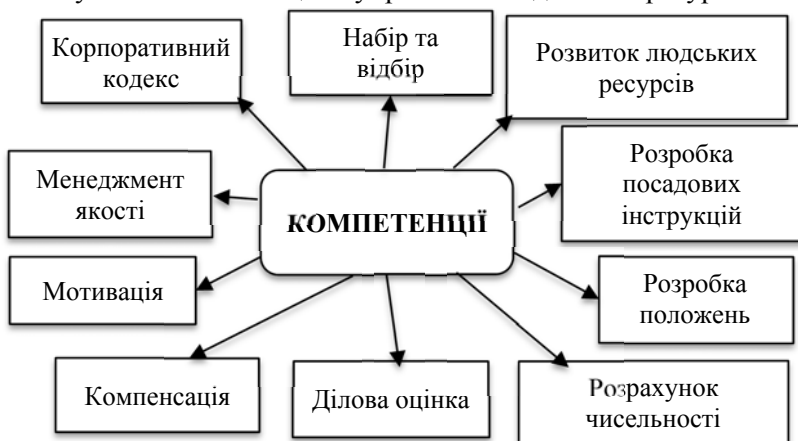 Корпоративний
кодекс
Набір та
відбір
Розвиток людських
ресурсів
Менеджмент
якості
КОМПЕТЕНЦІЇ
Розробка
посадових
інструкцій
Мотивація
Розробка
положень
Компенсація
Ділова оцінка
Розрахунок
чисельності